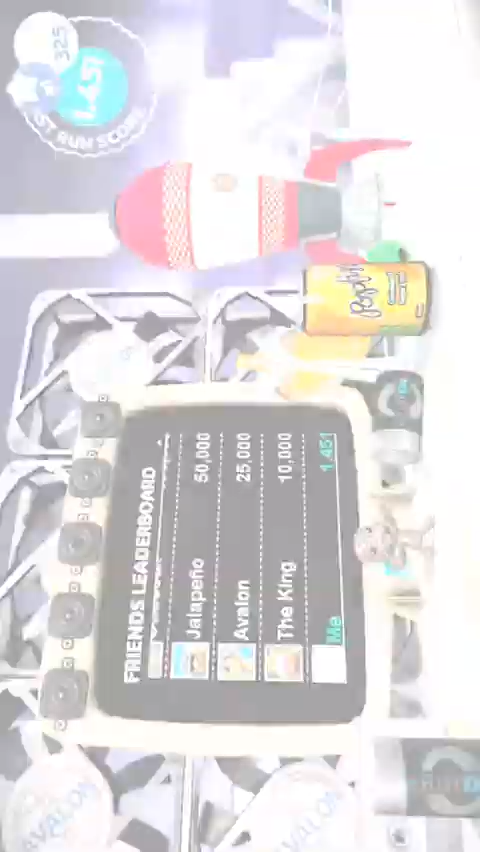 FRIENDS LEADERBOARD
Jalapeño 50,000
Avalon 25,000
The King 10,000
Me 1,451
325
1,451
ST RUN SCORE
AVALON
AVALON